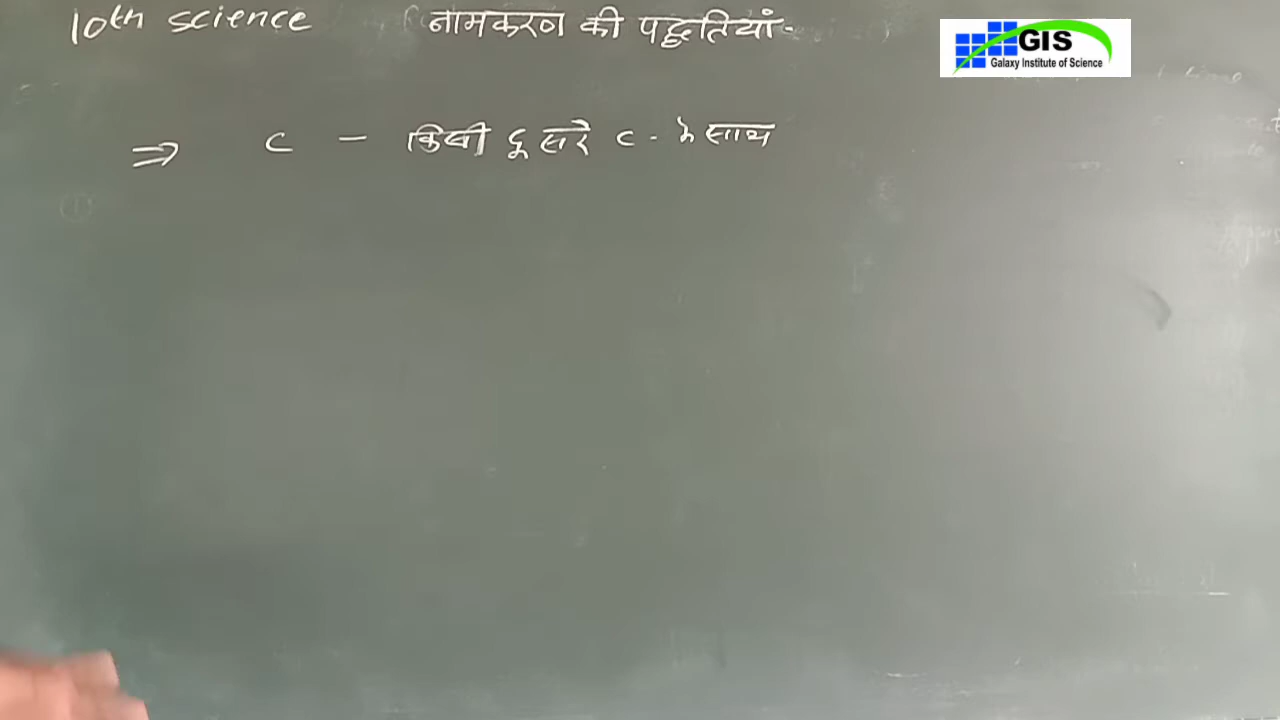 10th science नामकरण की पद्धतियां-
GIS
Galaxy Institute of Science
⇒ C - किसी दूसरे C - के साथ